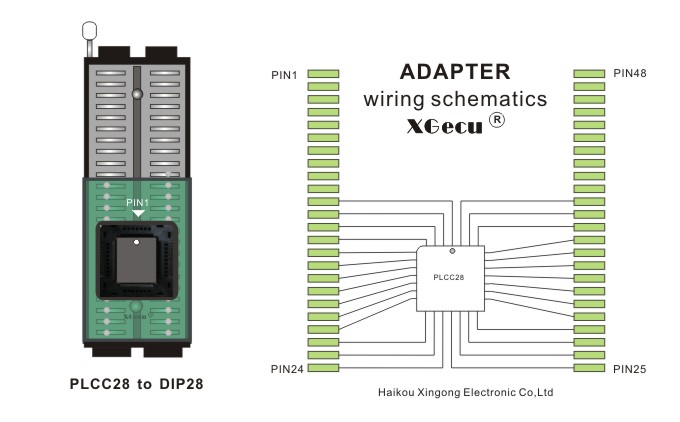 PIN1
PLCC28 to DIP28
PIN1
ADAPTER
PIN48
wiring schematics
XGecu ®
PLCC28
PIN24
PIN25
Haikou Xingong Electronic Co,Ltd